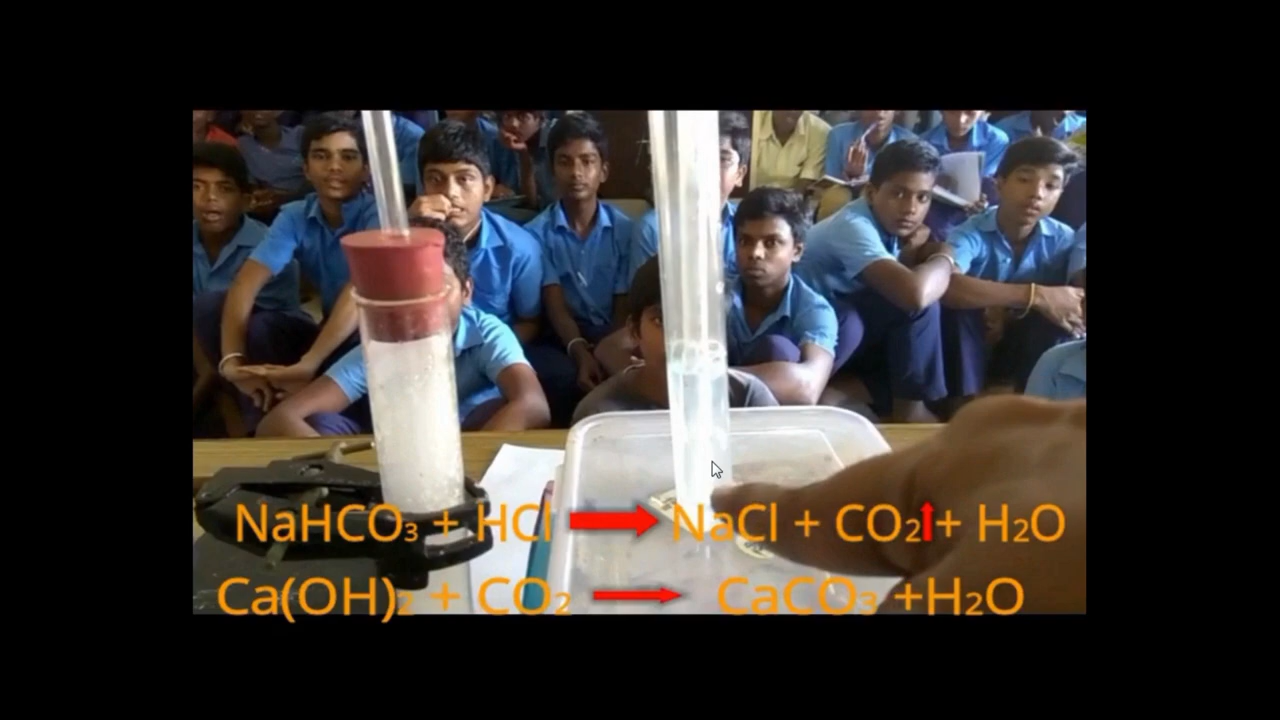 NaHCO₃ + HCl → NaCl + CO₂↑ + H₂O
Ca(OH)₂ + CO₂ → CaCO₃ +H₂O